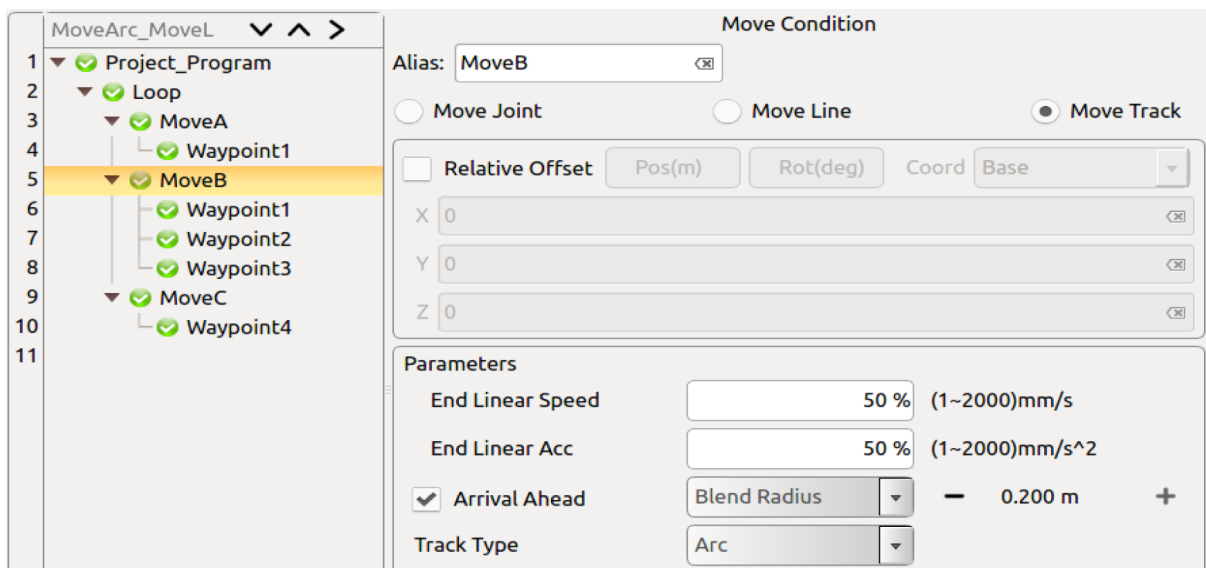 MoveArc_MoveL
1 Project_Program
2 Loop
3 MoveA
4 Waypoint1
5 MoveB
6 Waypoint1
7 Waypoint2
8 Waypoint3
9 MoveC
10 Waypoint4
11
Move Condition
Alias: MoveB
Move Joint Move Line Move Track
Relative Offset Pos(m) Rot(deg) Coord Base
X 0
Y 0
Z 0
Parameters
End Linear Speed 50 % (1~2000)mm/s
End Linear Acc 50 % (1~2000)mm/s^2
Arrival Ahead Blend Radius − 0.200 m +
Track Type Arc